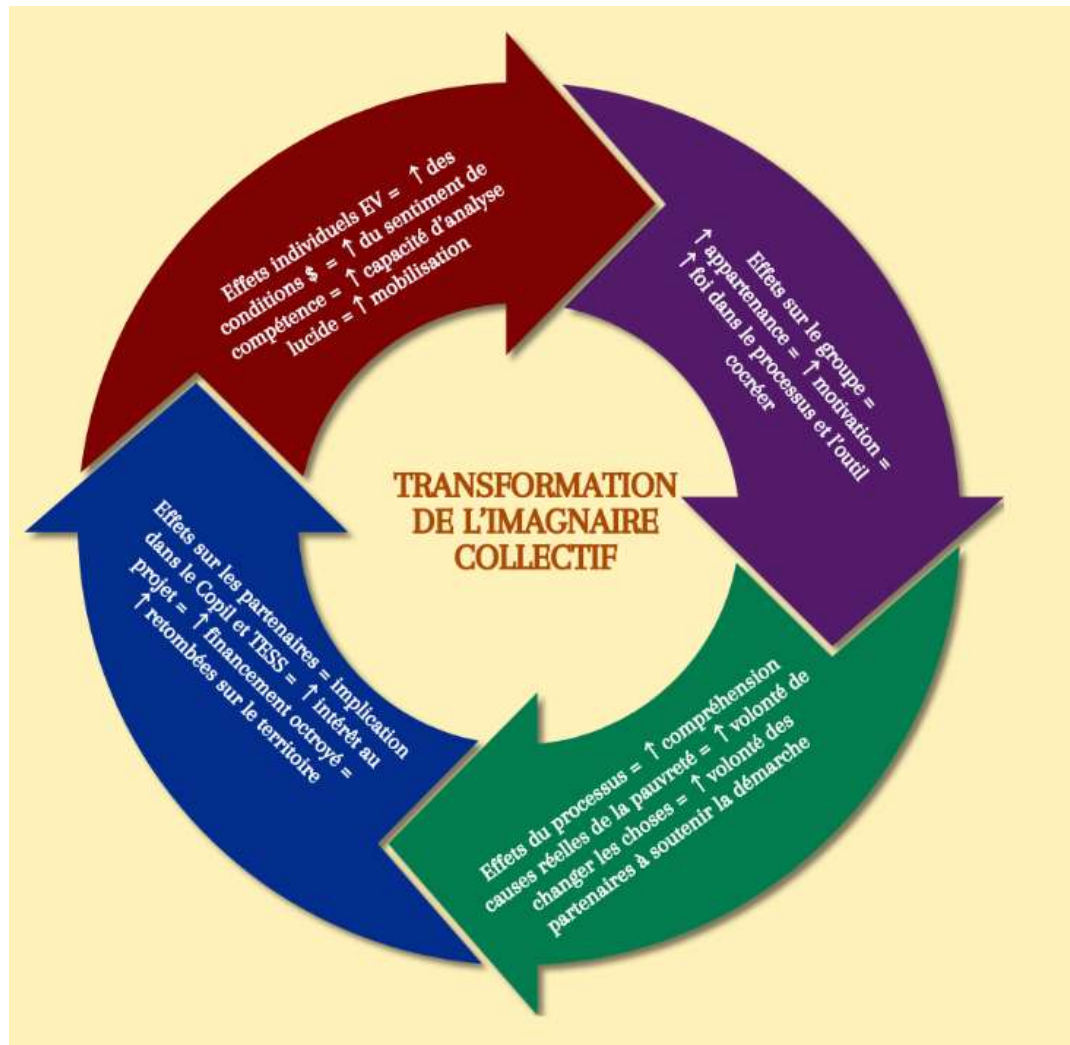 Effets individuels EV = ↑ des
conditions $ = ↑ du sentiment de
compétence = ↑ capacité d'analyse
lucide = ↑ mobilisation
Effets sur le groupe =
↑ appartenance = ↑ motivation =
↑ foi dans le processus et l'outil
cocréer
TRANSFORMATION
DE L'IMAGNAIRE
COLLECTIF
Effets du processus = ↑ compréhension
causes réelles de la pauvreté = ↑ volonté de
changer les choses = ↑ volonté des
partenaires à soutenir la démarche
Effets sur les partenaires = implication
dans le Copil et TESS = ↑ intérêt au
projet = ↑ financement octroyé =
↑ retombées sur le territoire